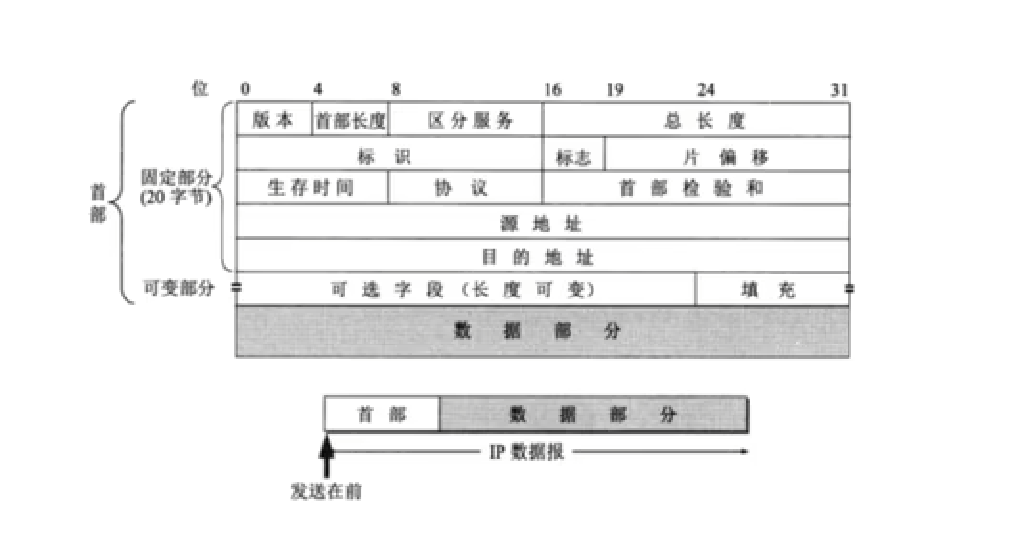 位 0 4 8 16 19 24 31
版本 首部长度 区分服务 总长度
标识 标志 片偏移
生存时间 协议 首部检验和
源地址
目的地址
可选字段（长度可变） 填充
数据部分
首部
固定部分
(20 字节)
可变部分
首部 数据部分
IP 数据报
发送在前